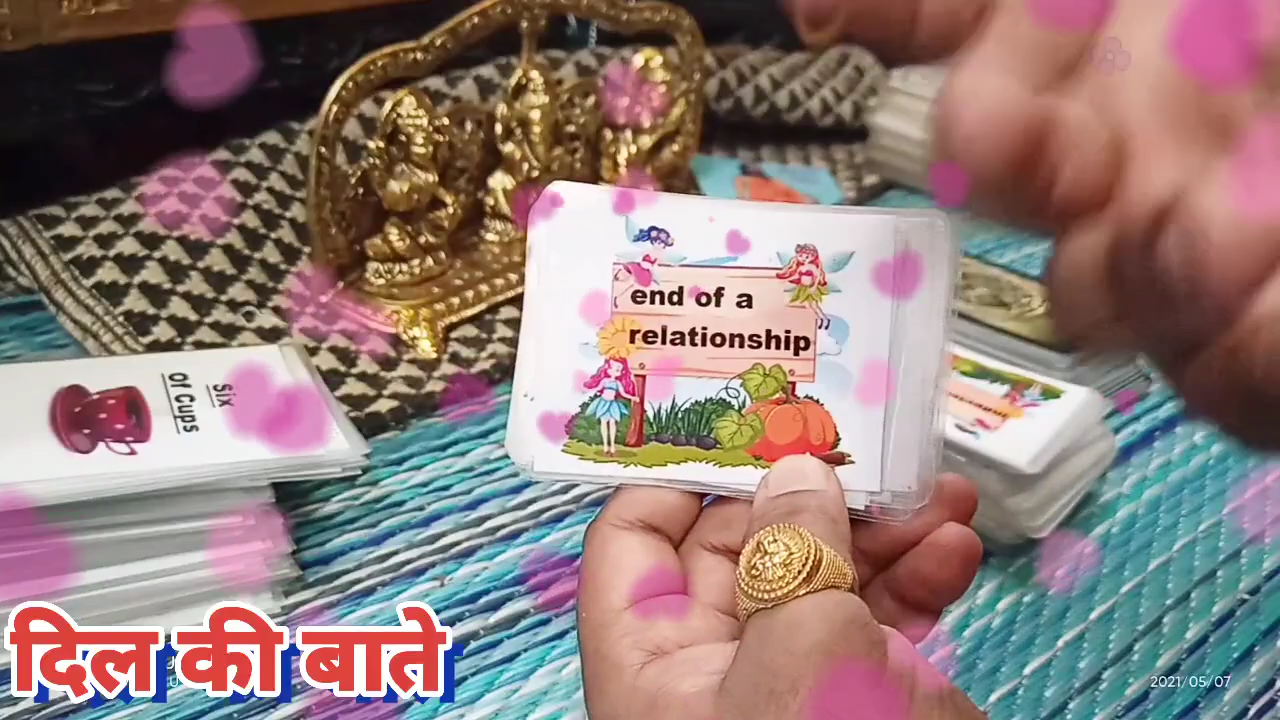 end of a
relationship
Six
Of Cups
दिल की बाते
2021/05/07